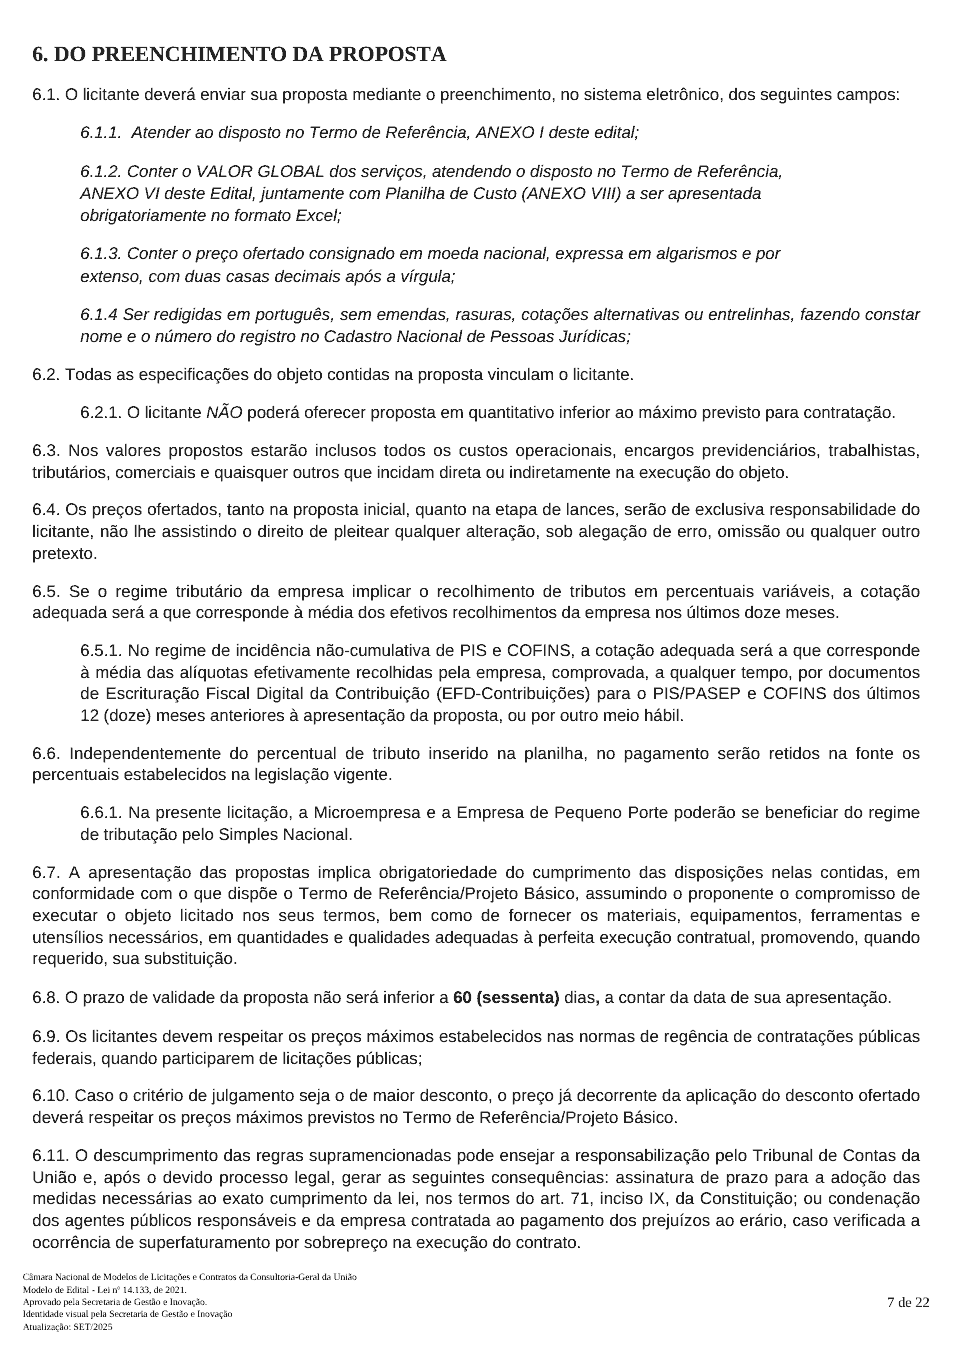 6. DO PREENCHIMENTO DA PROPOSTA
6.1. O licitante deverá enviar sua proposta mediante o preenchimento, no sistema eletrônico, dos seguintes campos:
6.1.1.  Atender ao disposto no Termo de Referência, ANEXO I deste edital;
6.1.2. Conter o VALOR GLOBAL dos serviços, atendendo o disposto no Termo de Referência,
ANEXO VI deste Edital, juntamente com Planilha de Custo (ANEXO VIII) a ser apresentada
obrigatoriamente no formato Excel;
6.1.3. Conter o preço ofertado consignado em moeda nacional, expressa em algarismos e por
extenso, com duas casas decimais após a vírgula;
6.1.4 Ser redigidas em português, sem emendas, rasuras, cotações alternativas ou entrelinhas, fazendo constar
nome e o número do registro no Cadastro Nacional de Pessoas Jurídicas;
6.2. Todas as especificações do objeto contidas na proposta vinculam o licitante.
6.2.1. O licitante NÃO poderá oferecer proposta em quantitativo inferior ao máximo previsto para contratação.
6.3. Nos valores propostos estarão inclusos todos os custos operacionais, encargos previdenciários, trabalhistas,
tributários, comerciais e quaisquer outros que incidam direta ou indiretamente na execução do objeto.
6.4. Os preços ofertados, tanto na proposta inicial, quanto na etapa de lances, serão de exclusiva responsabilidade do
licitante, não lhe assistindo o direito de pleitear qualquer alteração, sob alegação de erro, omissão ou qualquer outro
pretexto.
6.5. Se o regime tributário da empresa implicar o recolhimento de tributos em percentuais variáveis, a cotação
adequada será a que corresponde à média dos efetivos recolhimentos da empresa nos últimos doze meses.
6.5.1. No regime de incidência não-cumulativa de PIS e COFINS, a cotação adequada será a que corresponde
à média das alíquotas efetivamente recolhidas pela empresa, comprovada, a qualquer tempo, por documentos
de Escrituração Fiscal Digital da Contribuição (EFD-Contribuições) para o PIS/PASEP e COFINS dos últimos
12 (doze) meses anteriores à apresentação da proposta, ou por outro meio hábil.
6.6. Independentemente do percentual de tributo inserido na planilha, no pagamento serão retidos na fonte os
percentuais estabelecidos na legislação vigente.
6.6.1. Na presente licitação, a Microempresa e a Empresa de Pequeno Porte poderão se beneficiar do regime
de tributação pelo Simples Nacional.
6.7. A apresentação das propostas implica obrigatoriedade do cumprimento das disposições nelas contidas, em
conformidade com o que dispõe o Termo de Referência/Projeto Básico, assumindo o proponente o compromisso de
executar o objeto licitado nos seus termos, bem como de fornecer os materiais, equipamentos, ferramentas e
utensílios necessários, em quantidades e qualidades adequadas à perfeita execução contratual, promovendo, quando
requerido, sua substituição.
6.8. O prazo de validade da proposta não será inferior a 60 (sessenta) dias, a contar da data de sua apresentação.
6.9. Os licitantes devem respeitar os preços máximos estabelecidos nas normas de regência de contratações públicas
federais, quando participarem de licitações públicas;
6.10. Caso o critério de julgamento seja o de maior desconto, o preço já decorrente da aplicação do desconto ofertado
deverá respeitar os preços máximos previstos no Termo de Referência/Projeto Básico.
6.11. O descumprimento das regras supramencionadas pode ensejar a responsabilização pelo Tribunal de Contas da
União e, após o devido processo legal, gerar as seguintes consequências: assinatura de prazo para a adoção das
medidas necessárias ao exato cumprimento da lei, nos termos do art. 71, inciso IX, da Constituição; ou condenação
dos agentes públicos responsáveis e da empresa contratada ao pagamento dos prejuízos ao erário, caso verificada a
ocorrência de superfaturamento por sobrepreço na execução do contrato.
Câmara Nacional de Modelos de Licitações e Contratos da Consultoria-Geral da União
Modelo de Edital - Lei nº 14.133, de 2021.
Aprovado pela Secretaria de Gestão e Inovação.
Identidade visual pela Secretaria de Gestão e Inovação
Atualização: SET/2025
7 de 22